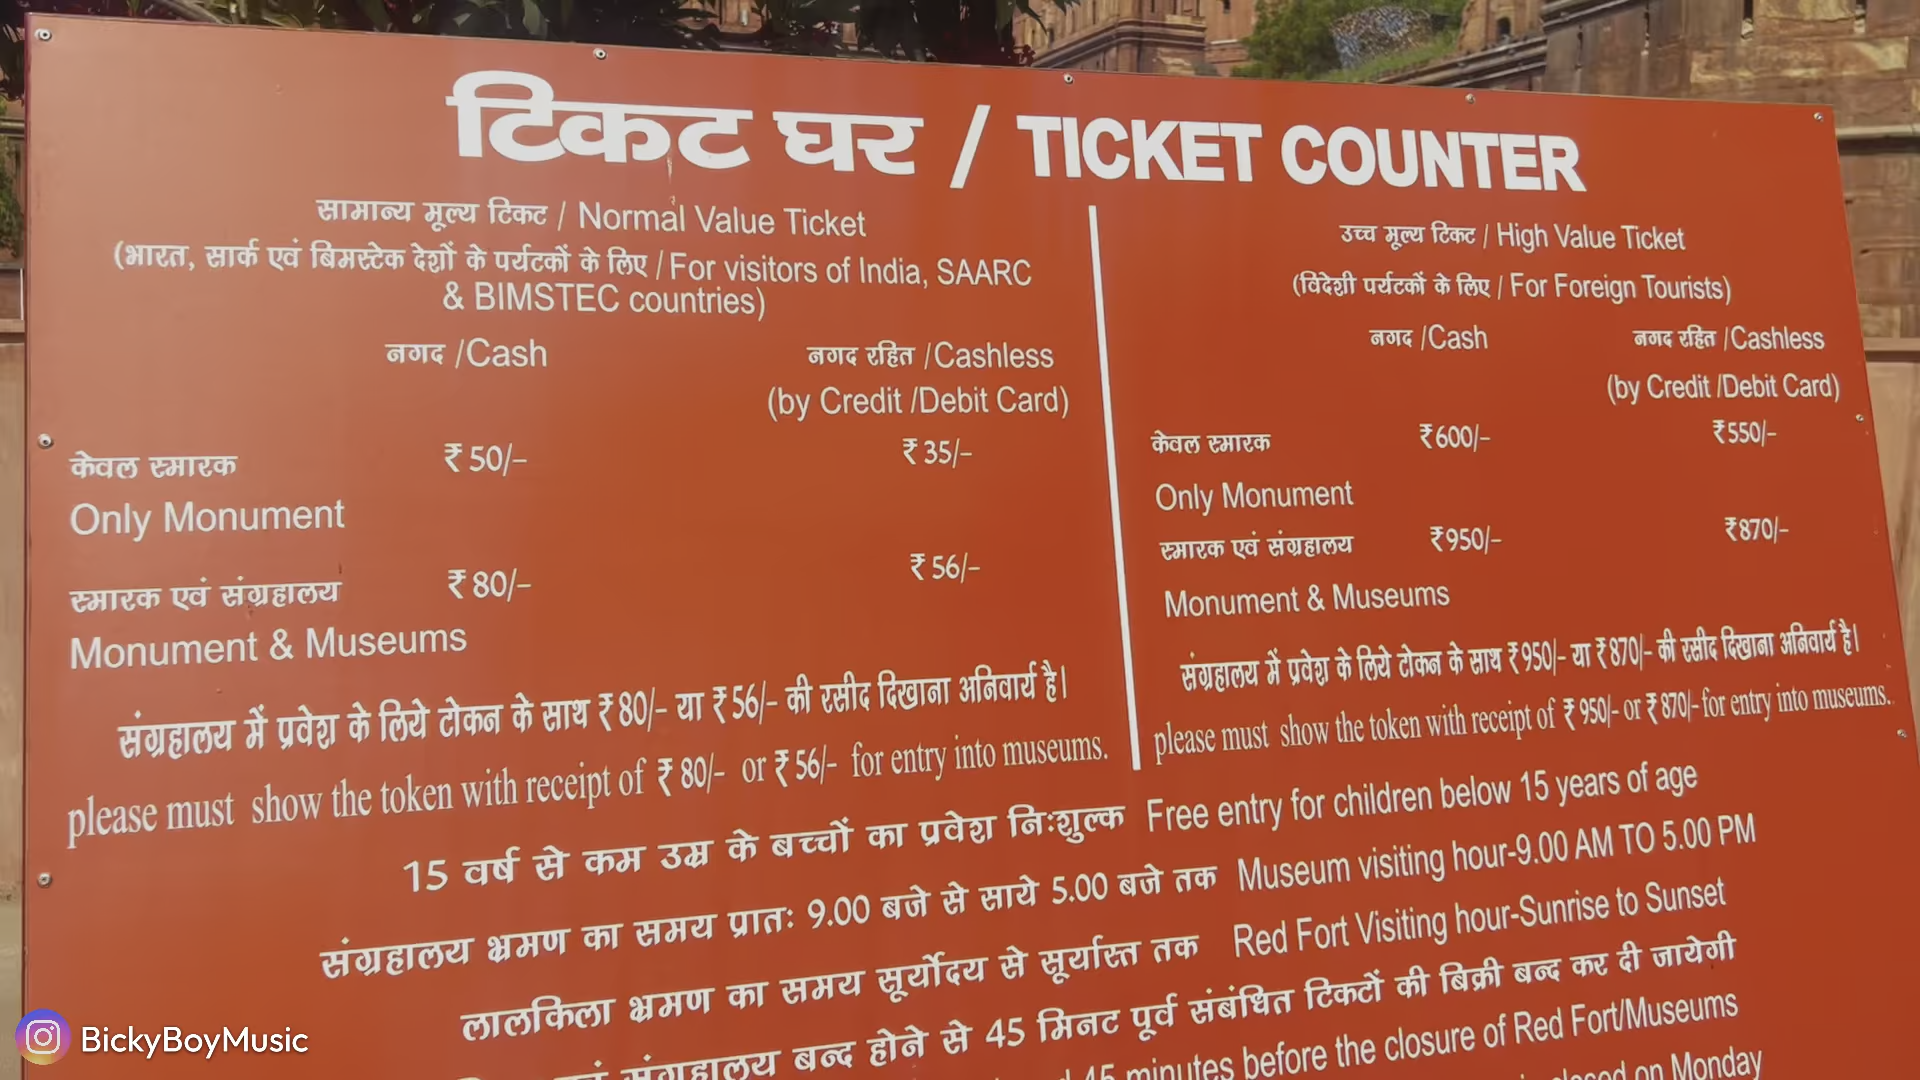 टिकट घर / TICKET COUNTER
सामान्य मूल्य टिकट / Normal Value Ticket
(भारत, सार्क एवं बिमस्टेक देशों के पर्यटकों के लिए / For visitors of India, SAARC
& BIMSTEC countries)
नगद /Cash
नगद रहित /Cashless
(by Credit /Debit Card)
केवल स्मारक ₹ 50/- ₹ 35/-
Only Monument
स्मारक एवं संग्रहालय ₹ 80/- ₹ 56/-
Monument & Museums
संग्रहालय में प्रवेश के लिये टोकन के साथ ₹ 80/- या ₹ 56/- की रसीद दिखाना अनिवार्य है।
please must show the token with receipt of ₹ 80/- or ₹ 56/- for entry into museums.
उच्च मूल्य टिकट / High Value Ticket
(विदेशी पर्यटकों के लिए / For Foreign Tourists)
नगद /Cash
नगद रहित /Cashless
(by Credit /Debit Card)
केवल स्मारक ₹600/- ₹550/-
Only Monument
स्मारक एवं संग्रहालय ₹950/- ₹870/-
Monument & Museums
संग्रहालय में प्रवेश के लिये टोकन के साथ ₹950/- या ₹870/- की रसीद दिखाना अनिवार्य है।
please must show the token with receipt of ₹ 950/- or ₹ 870/- for entry into museums.
15 वर्ष से कम उम्र के बच्चों का प्रवेश निःशुल्क Free entry for children below 15 years of age
संग्रहालय भ्रमण का समय प्रातः 9.00 बजे से साये 5.00 बजे तक Museum visiting hour-9.00 AM TO 5.00 PM
लालकिला भ्रमण का समय सूर्योदय से सूर्यास्त तक Red Fort Visiting hour-Sunrise to Sunset
संग्रहालय बन्द होने से 45 मिनट पूर्व संबंधित टिकटों की बिक्री बन्द कर दी जायेगी
45 minutes before the closure of Red Fort/Museums
closed on Monday
BickyBoyMusic